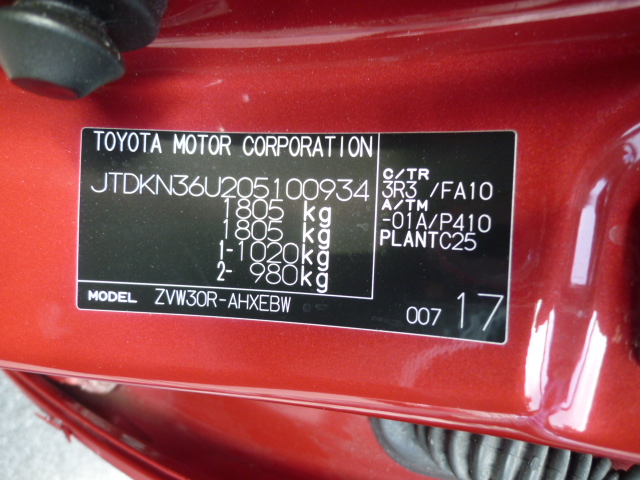 TOYOTA MOTOR CORPORATION
JTDKN36U205100934
1805 kg
1805 kg
1-1020kg
2- 980kg
MODEL ZVW30R-AHXEBW
C/TR
3R3 /FA10
A/TM
-01A/P410
PLANTC25
007 17